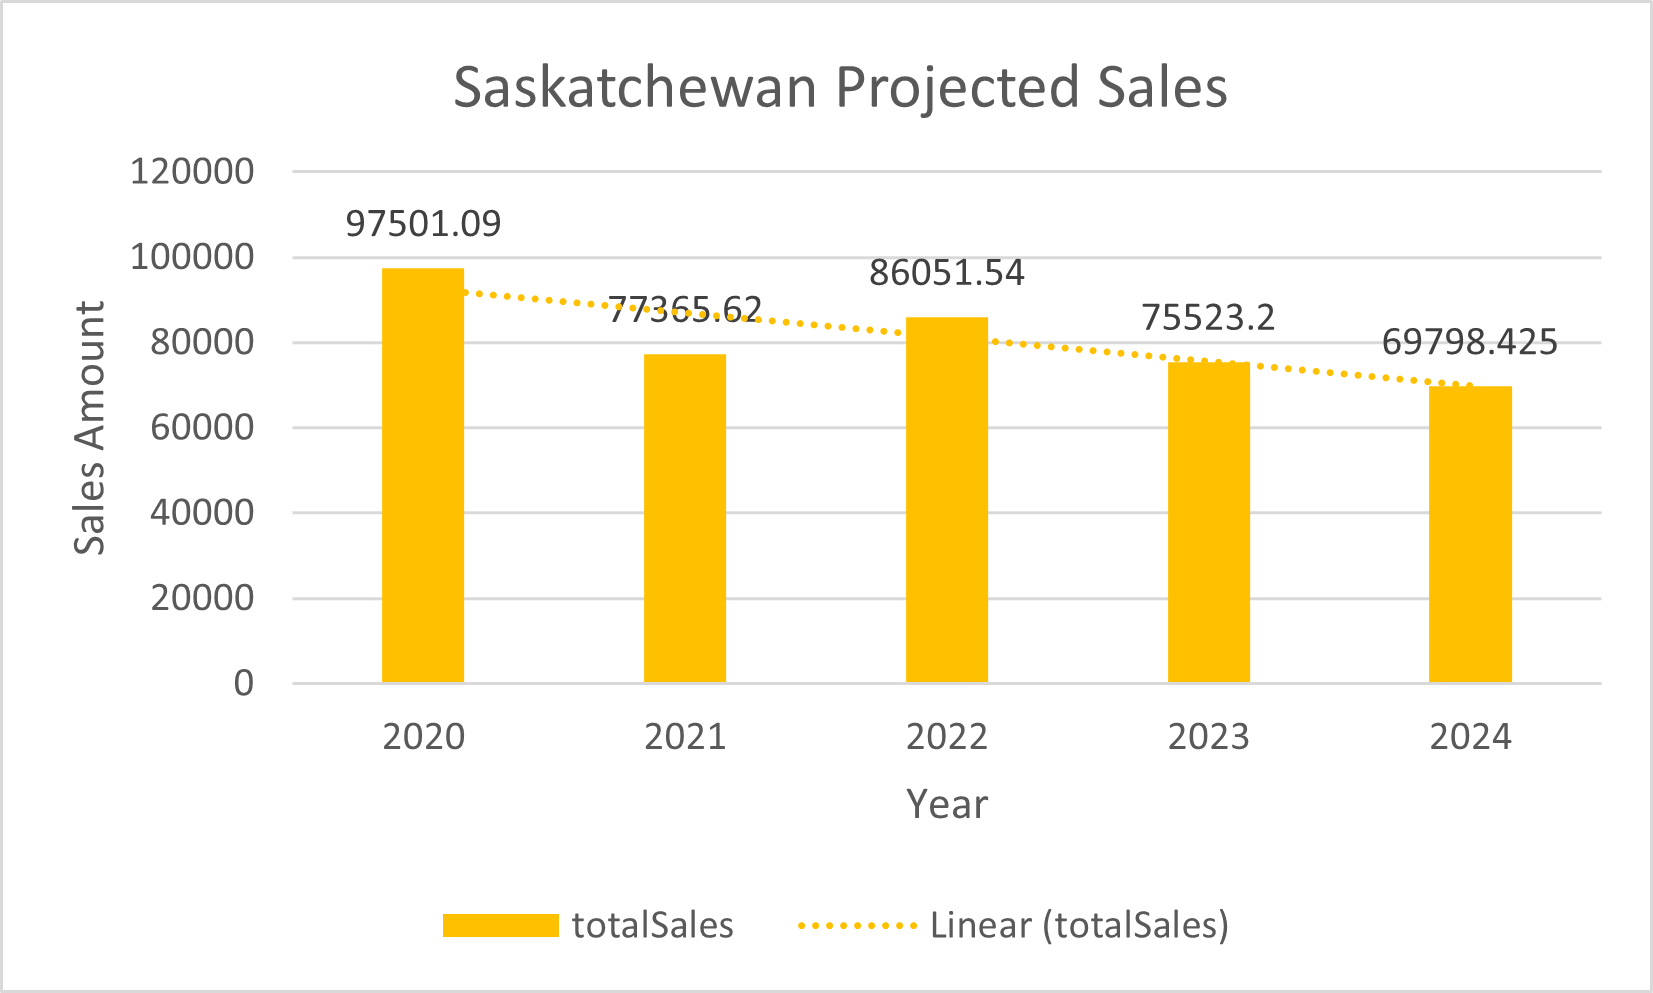 Saskatchewan Projected Sales
120000
100000
80000
60000
40000
20000
0
Sales Amount
97501.09
77365.62
86051.54
75523.2
69798.425
2020 2021 2022 2023 2024
Year
totalSales Linear (totalSales)